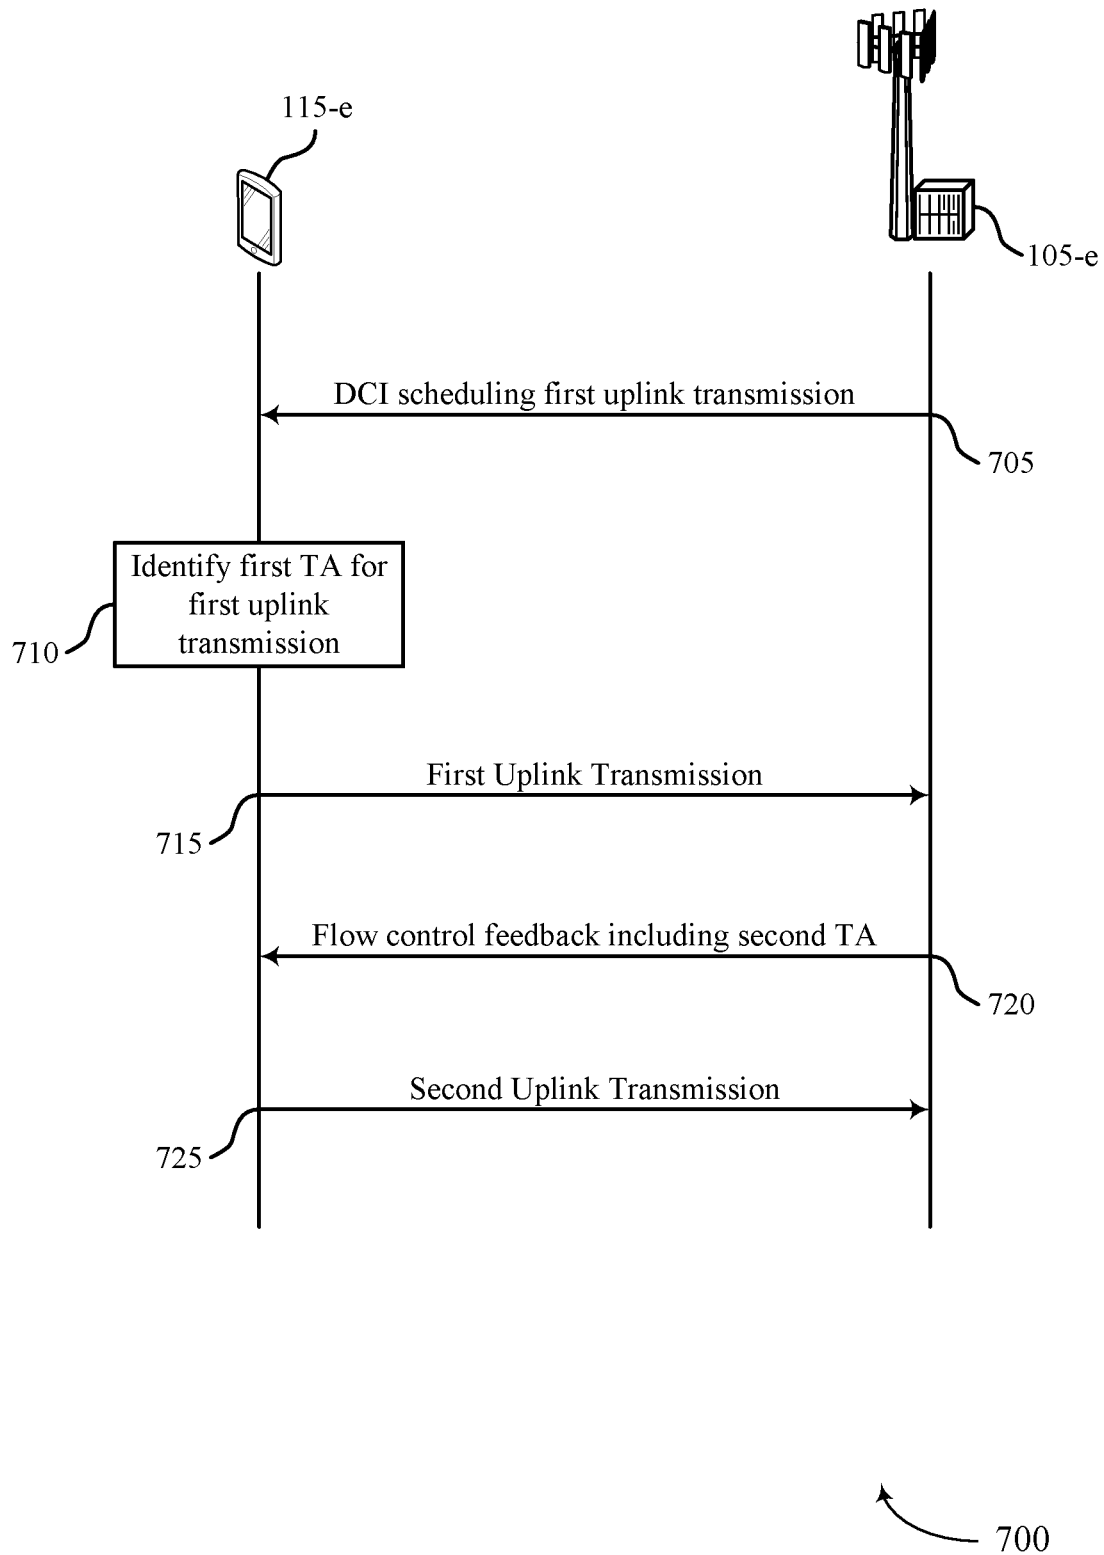 115-e
105-e
DCI scheduling first uplink transmission
705
Identify first TA for
first uplink
transmission
710
First Uplink Transmission
715
Flow control feedback including second TA
720
Second Uplink Transmission
725
700